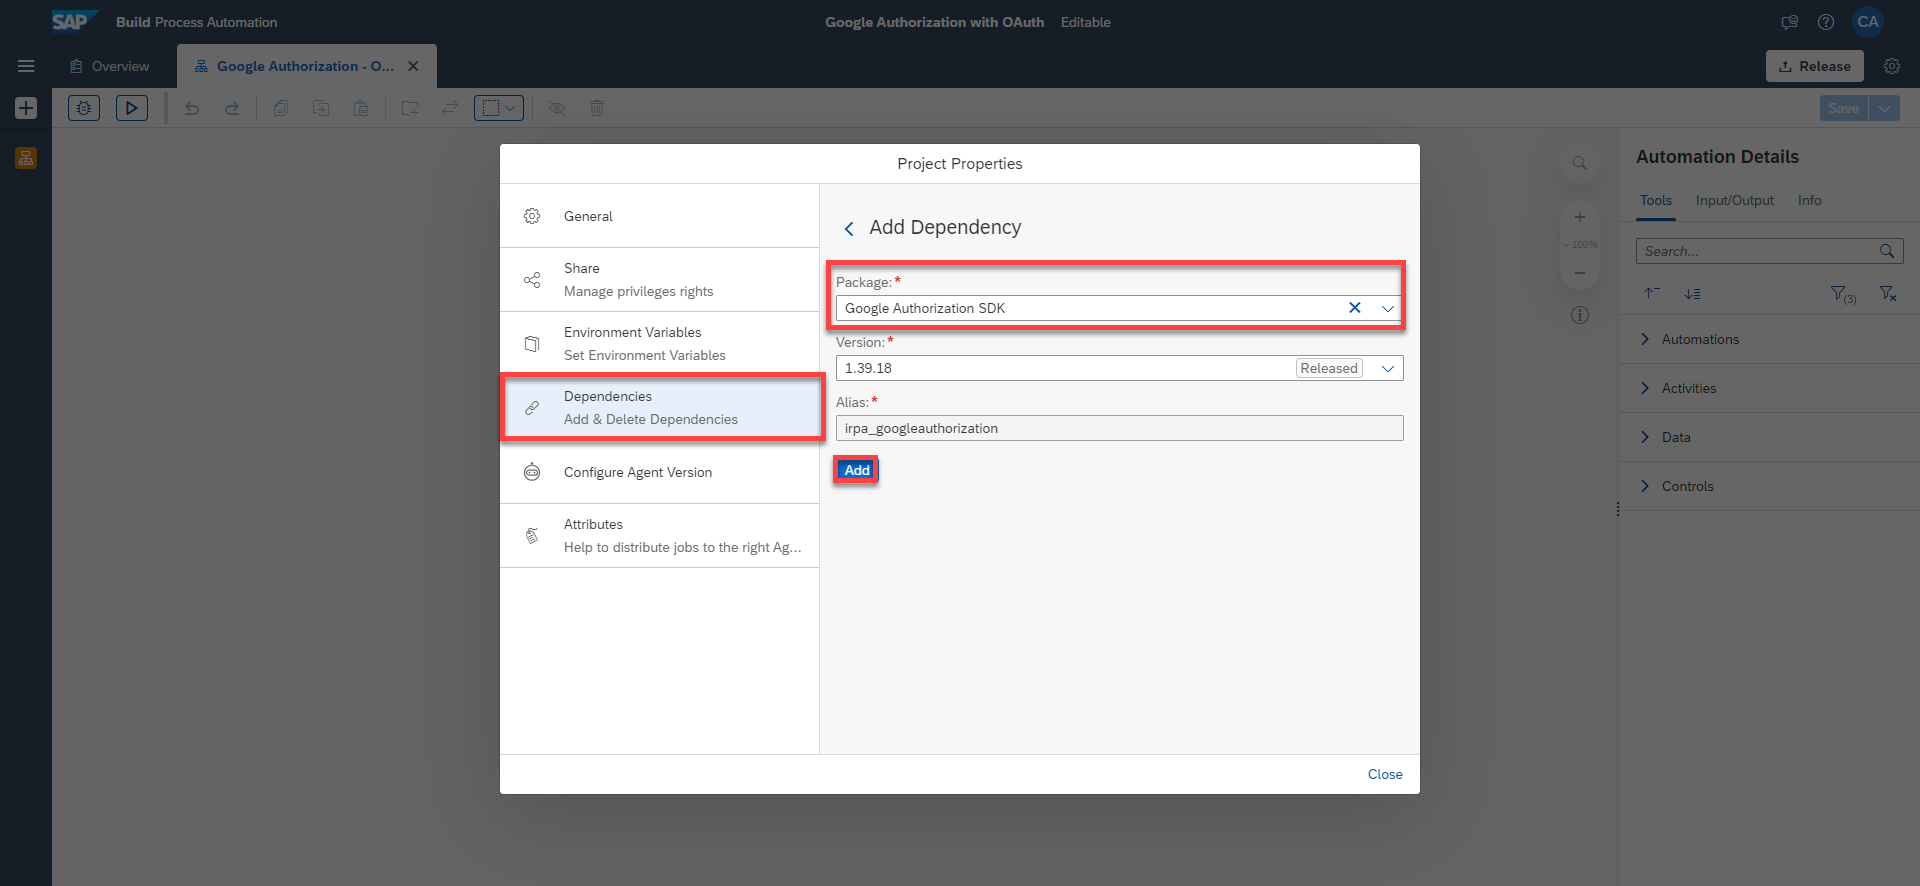 SAP Build Process Automation
Google Authorization with OAuth Editable
CA
Overview
Google Authorization - O...
Release
Save
Project Properties
General
Share
Manage privileges rights
Environment Variables
Set Environment Variables
Dependencies
Add & Delete Dependencies
Configure Agent Version
Attributes
Help to distribute jobs to the right Ag...
Add Dependency
Package:*
Google Authorization SDK
Version:*
1.39.18 Released
Alias:*
irpa_googleauthorization
Add
Close
100%
Automation Details
Tools Input/Output Info
Search...
(3)
Automations
Activities
Data
Controls